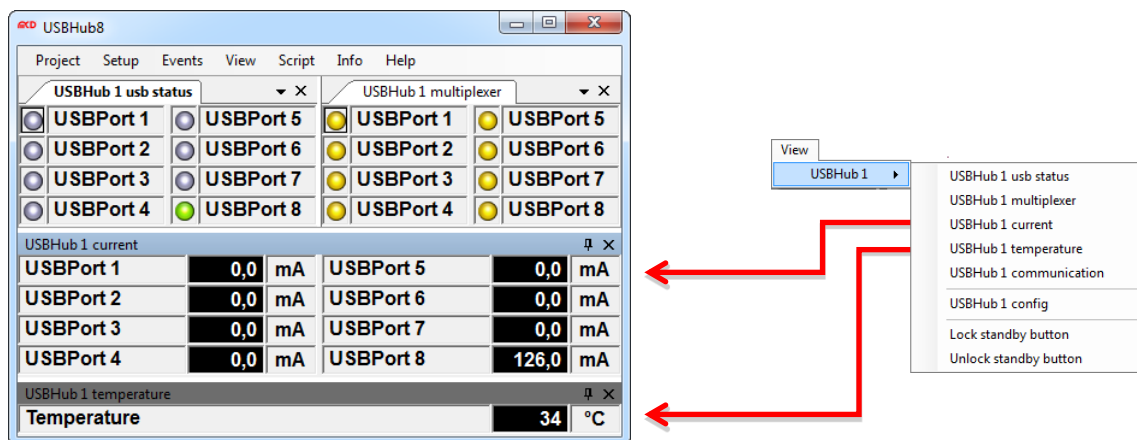 GKD USBHub8
Project Setup Events View Script Info Help
USBHub 1 usb status
USBHub 1 multiplexer
USBPort 1 USBPort 5 USBPort 1 USBPort 5
USBPort 2 USBPort 6 USBPort 2 USBPort 6
USBPort 3 USBPort 7 USBPort 3 USBPort 7
USBPort 4 USBPort 8 USBPort 4 USBPort 8
USBHub 1 current
USBPort 1 0,0 mA USBPort 5 0,0 mA
USBPort 2 0,0 mA USBPort 6 0,0 mA
USBPort 3 0,0 mA USBPort 7 0,0 mA
USBPort 4 0,0 mA USBPort 8 126,0 mA
USBHub 1 temperature
Temperature 34 °C
View
USBHub 1
USBHub 1 usb status
USBHub 1 multiplexer
USBHub 1 current
USBHub 1 temperature
USBHub 1 communication
USBHub 1 config
Lock standby button
Unlock standby button